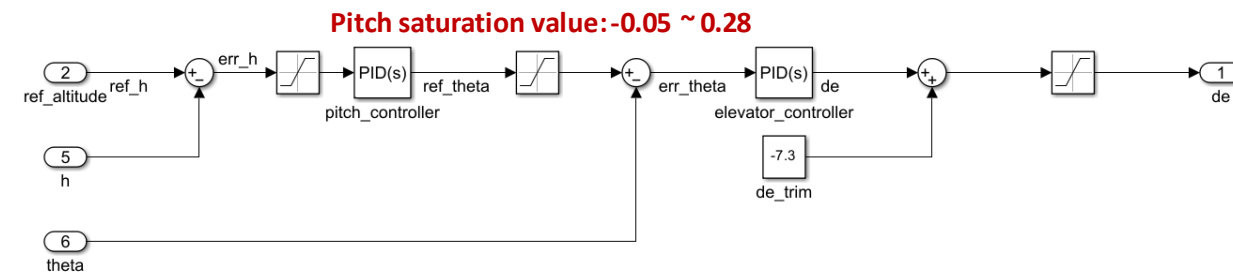 Pitch saturation value: -0.05 ~ 0.28
2
ref_altitude
ref_h
+
−
err_h
PID(s)
pitch_controller
ref_theta
+
−
err_theta
PID(s)
elevator_controller
de
+
+
1
de
5
h
-7.3
de_trim
6
theta